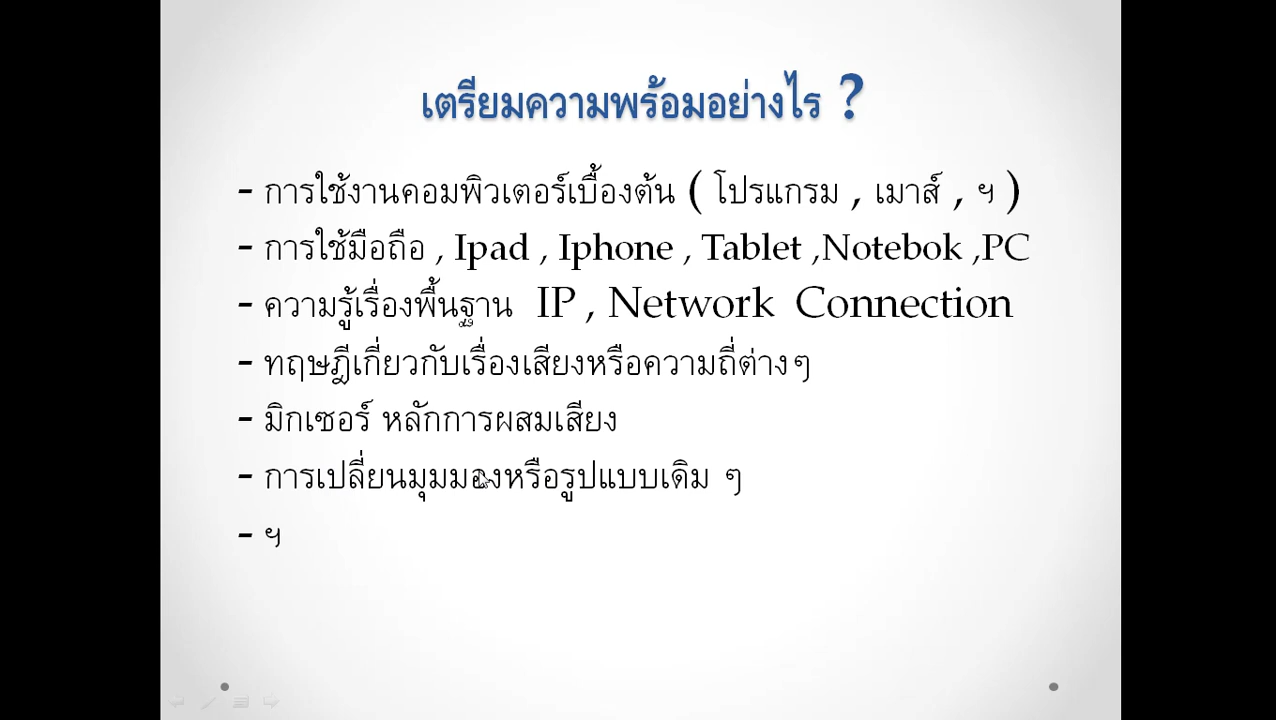 เตรียมความพร้อมอย่างไร ?
- การใช้งานคอมพิวเตอร์เบื้องต้น ( โปรแกรม , เมาส์ , ฯ )
- การใช้มือถือ , Ipad , Iphone , Tablet ,Notebok ,PC
- ความรู้เรื่องพื้นฐาน IP , Network Connection
- ทฤษฎีเกี่ยวกับเรื่องเสียงหรือความถี่ต่างๆ
- มิกเซอร์ หลักการผสมเสียง
- การเปลี่ยนมุมมองหรือรูปแบบเดิม ๆ
- ฯ